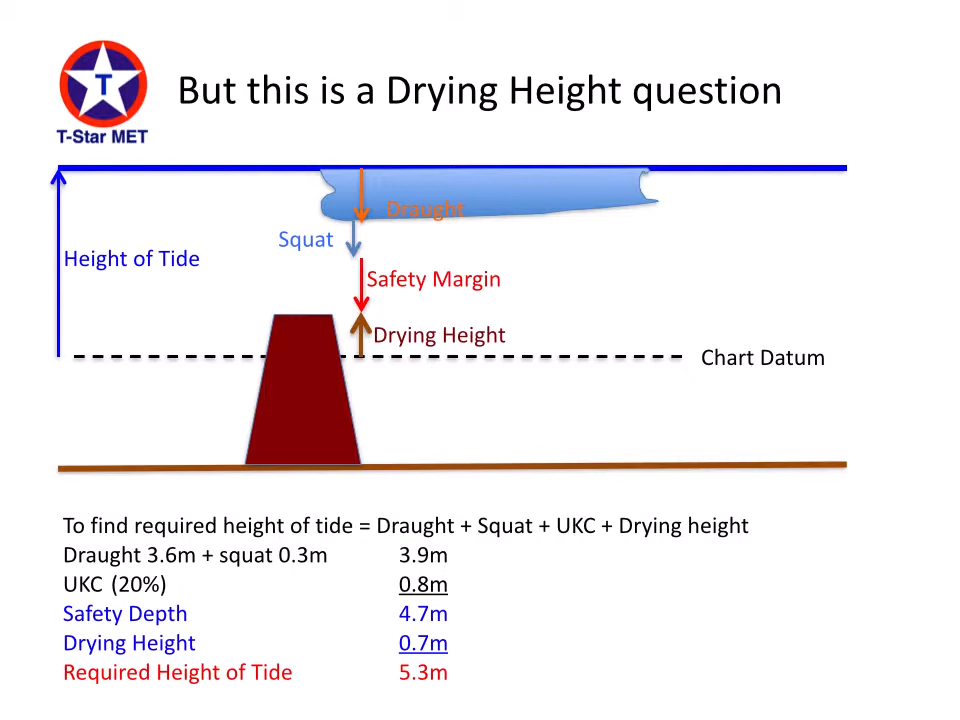 T
T-Star MET
But this is a Drying Height question
Draught
Squat
Height of Tide
Safety Margin
Drying Height
Chart Datum
To find required height of tide = Draught + Squat + UKC + Drying height
Draught 3.6m + squat 0.3m 3.9m
UKC (20%) 0.8m
Safety Depth 4.7m
Drying Height 0.7m
Required Height of Tide 5.3m